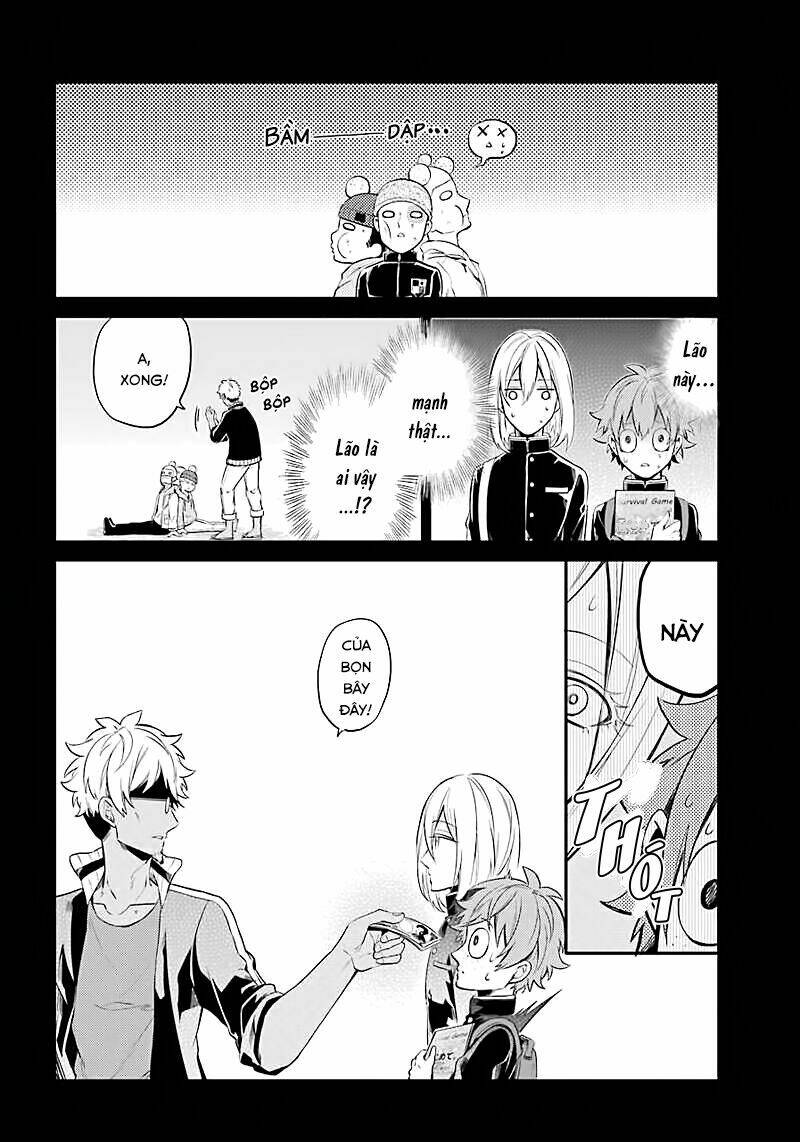 BẦM DẬP...
Lão
này...
mạnh
thật...
Lão là
ai vậy
...!?
A,
XONG!
BỘP
BỘP
Survival Game
NÀY
THÓT
CỦA
BỌN
BÂY
ĐÂY!